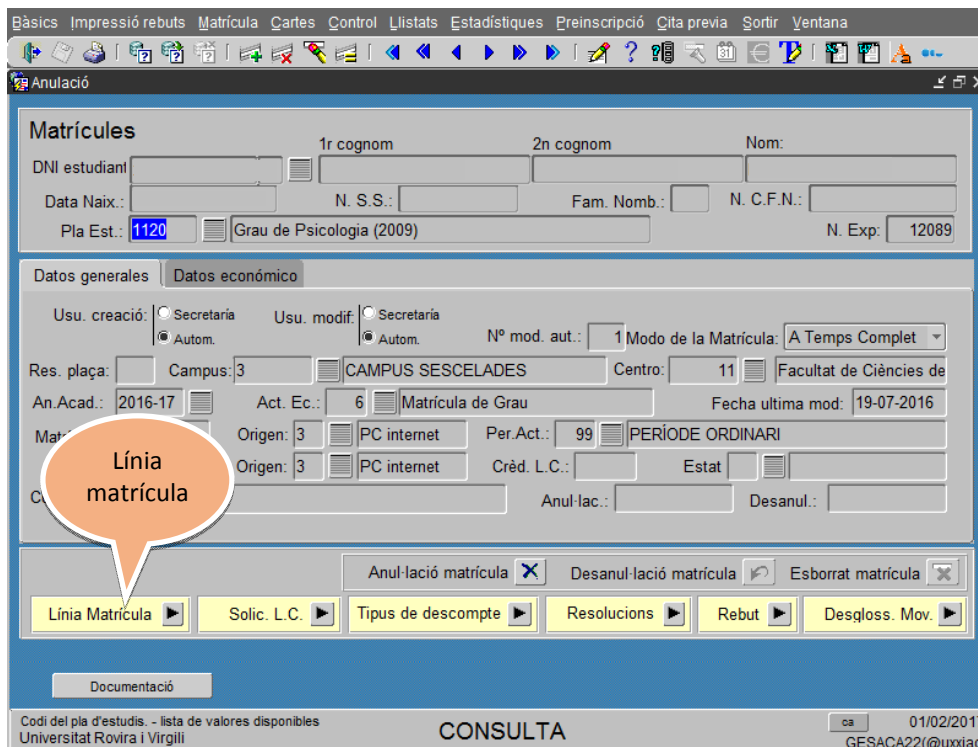 Bàsics Impressió rebuts Matrícula Cartes Control Llistats Estadístiques Preinscripció Cita previa Sortir Ventana
Anulació
Matrícules
1r cognom 2n cognom Nom:
DNI estudiant
Data Naix.: N. S.S.: Fam. Nomb.: N. C.F.N.:
Pla Est.: 1120 Grau de Psicologia (2009) N. Exp: 12089
Datos generales Datos económico
Usu. creació: Secretaría Usu. modif: Secretaría
Autom. Autom. Nº mod. aut.: 1 Modo de la Matrícula: A Temps Complet
Res. plaça: Campus: 3 CAMPUS SESCELADES Centro: 11 Facultat de Ciències de
An.Acad.: 2016-17 Act. Ec.: 6 Matrícula de Grau Fecha ultima mod: 19-07-2016
Origen: 3 PC internet Per.Act.: 99 PERÍODE ORDINARI
Línia
matrícula
Origen: 3 PC internet Crèd. L.C.: Estat
Anul·lac.: Desanul.:
Anul·lació matrícula Desanul·lació matrícula Esborrat matrícula
Línia Matrícula Solic. L.C. Tipus de descompte Resolucions Rebut Desgloss. Mov.
Documentació
Codi del pla d'estudis. - lista de valores disponibles
Universitat Rovira i Virgili CONSULTA ca 01/02/201
GESACA22(@uxxiac